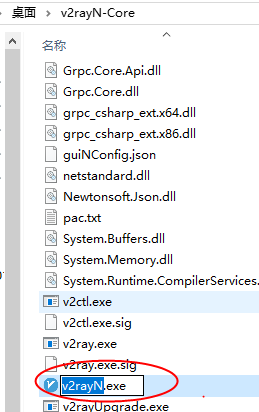 桌面 > v2rayN-Core
名称
Grpc.Core.Api.dll
Grpc.Core.dll
grpc_csharp_ext.x64.dll
grpc_csharp_ext.x86.dll
guiNConfig.json
netstandard.dll
Newtonsoft.Json.dll
pac.txt
System.Buffers.dll
System.Memory.dll
System.Runtime.CompilerServices.
v2ctl.exe
v2ctl.exe.sig
v2ray.exe
v2ray.exe.sig
v2rayN.exe
v2rayUpgrade.exe